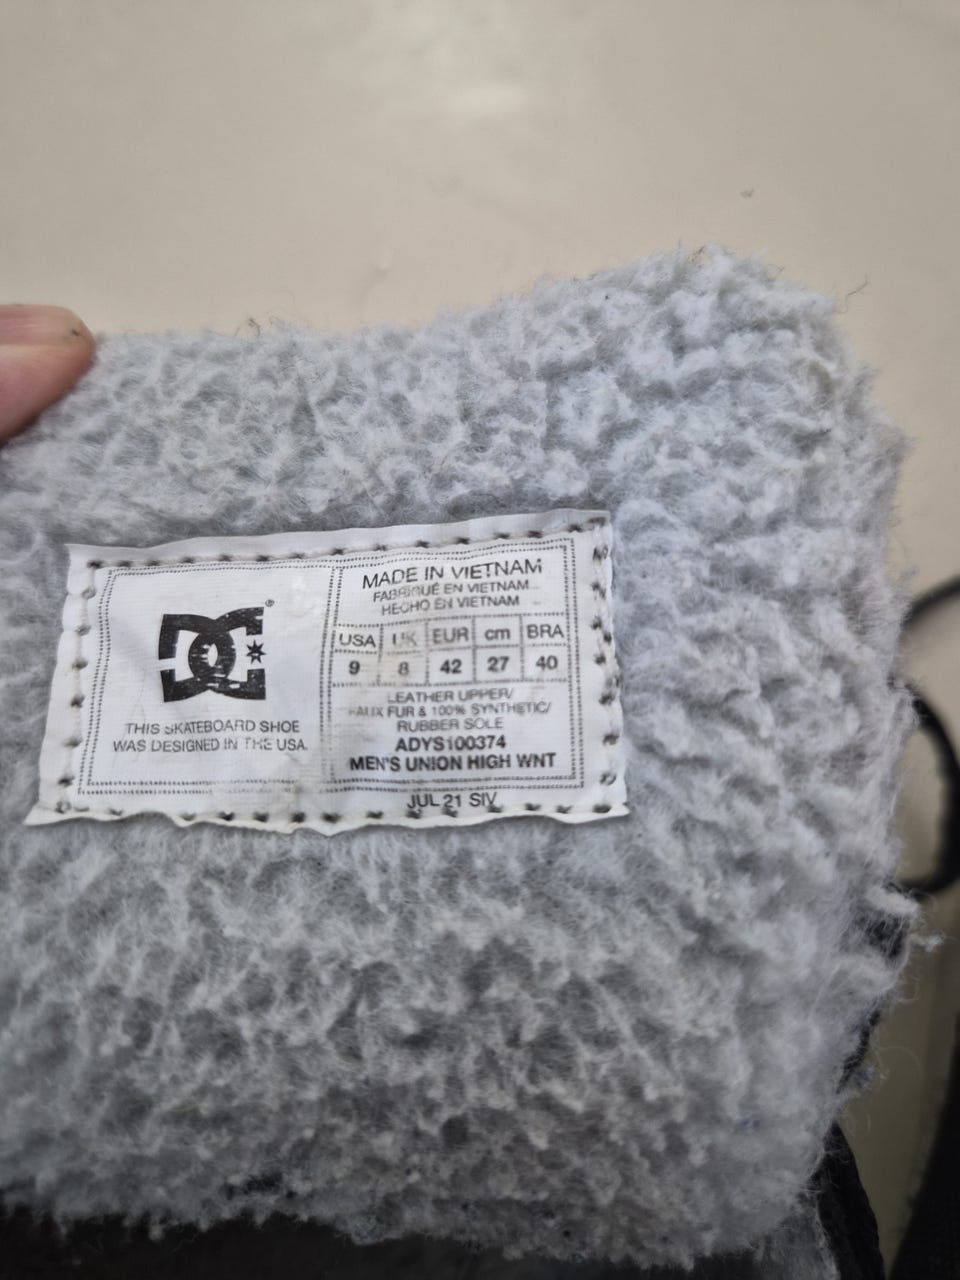 DC®
THIS SKATEBOARD SHOE
WAS DESIGNED IN THE USA.
MADE IN VIETNAM
FABRIQUÉ EN VIETNAM
HECHO EN VIETNAM
USA UK EUR cm BRA
9 8 42 27 40
LEATHER UPPER/
FAUX FUR & 100% SYNTHETIC/
RUBBER SOLE
ADYS100374
MEN'S UNION HIGH WNT
JUL 21 SIV